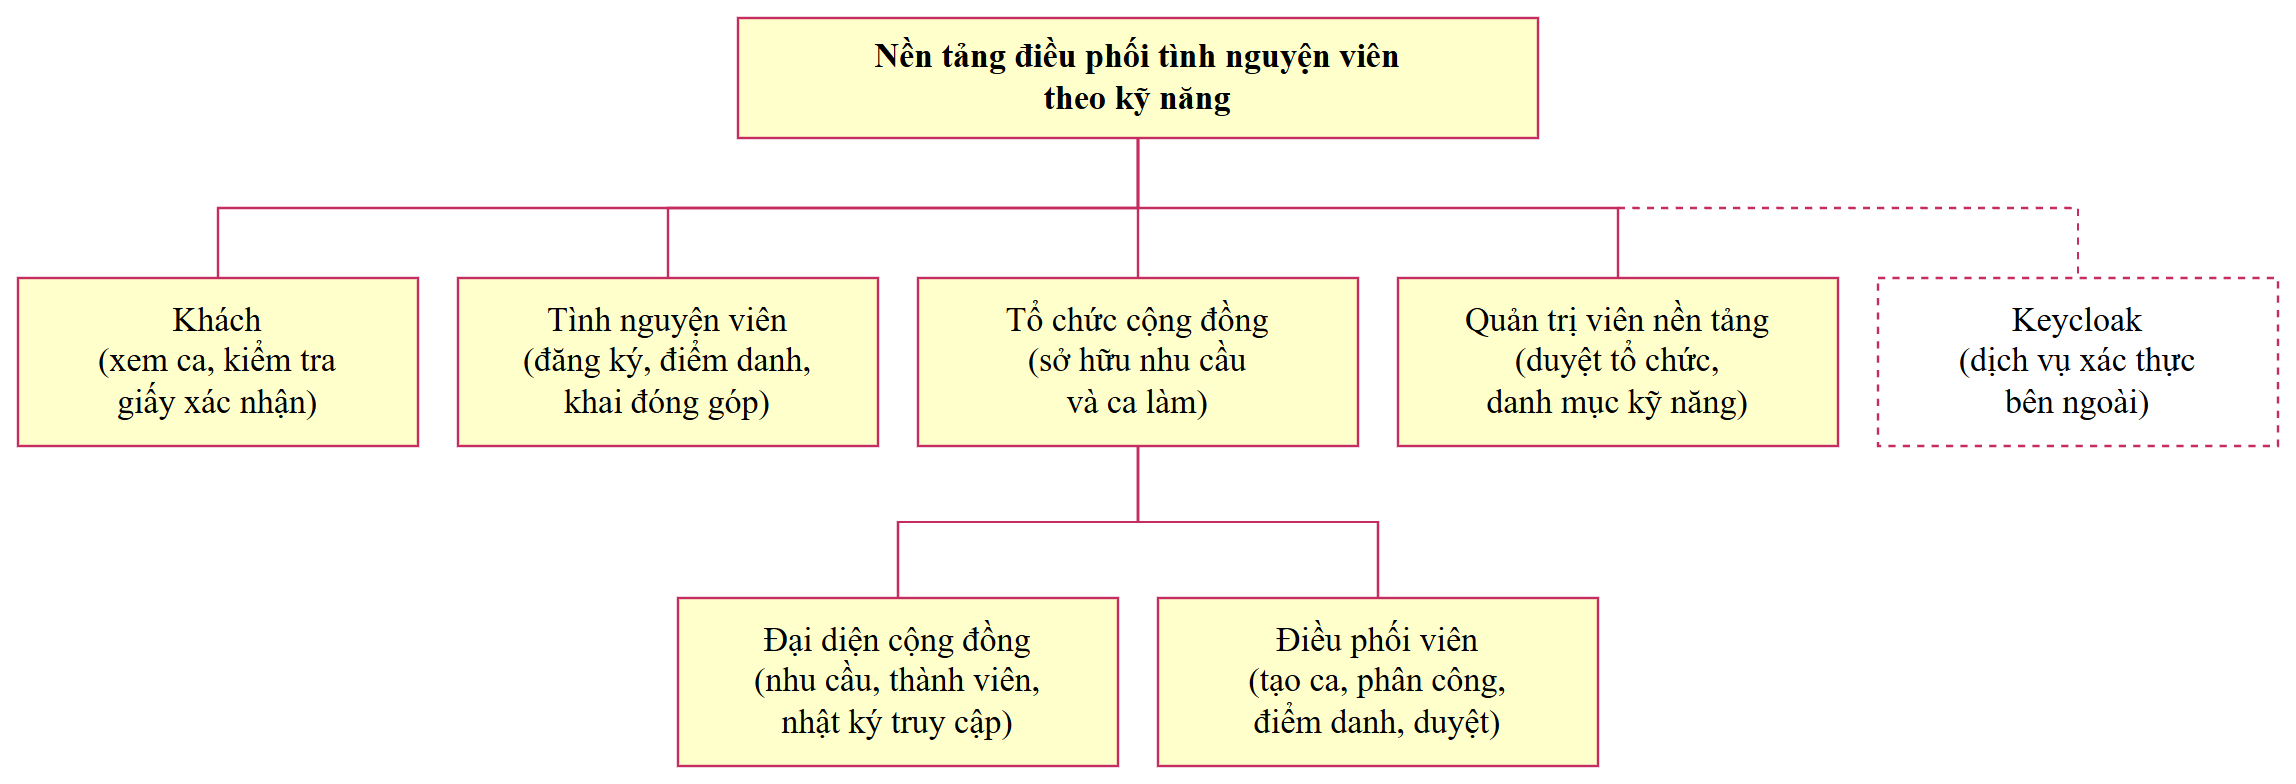 Nền tảng điều phối tình nguyện viên
theo kỹ năng
Khách
(xem ca, kiểm tra
giấy xác nhận)
Tình nguyện viên
(đăng ký, điểm danh,
khai đóng góp)
Tổ chức cộng đồng
(sở hữu nhu cầu
và ca làm)
Quản trị viên nền tảng
(duyệt tổ chức,
danh mục kỹ năng)
Keycloak
(dịch vụ xác thực
bên ngoài)
Đại diện cộng đồng
(nhu cầu, thành viên,
nhật ký truy cập)
Điều phối viên
(tạo ca, phân công,
điểm danh, duyệt)